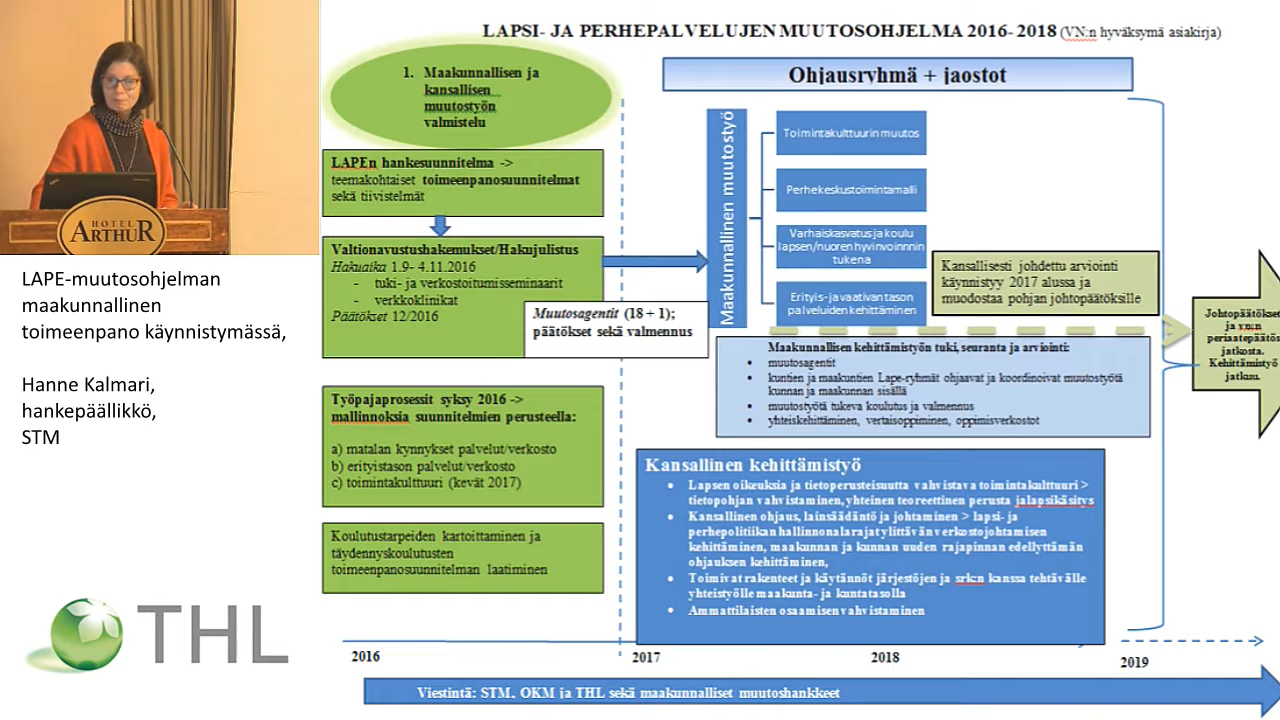 LAPSI- JA PERHEPALVELUJEN MUUTOSOHJELMA 2016- 2018 (VN:n hyväksymä asiakirja)
1. Maakunnallisen ja
kansallisen
muutostyön
valmistelu
Ohjausryhmä + jaostot
LAPEn hankesuunnitelma ->
teemakohtaiset toimeenpanosuunnitelmat
sekä tiivistelmät
Valtionavustushakemukset/Hakujulistus
Hakuaika 1.9- 4.11.2016
- tuki- ja verkostoitumisseminaarit
- verkkoklinikat
Päätökset 12/2016
Muutosagentit (18 + 1);
päätökset sekä valmennus
Työpajaprosessit syksy 2016 ->
mallinnoksia suunnitelmien perusteella:
a) matalan kynnykset palvelut/verkosto
b) erityistason palvelut/verkosto
c) toimintakulttuuri (kevät 2017)
Koulutustarpeiden kartoittaminen ja
täydennyskoulutusten
toimeenpanosuunnitelman laatiminen
Maakunnallinen muutostyö
Toimintakulttuurin muutos
Perhekeskustoimintamalli
Varhaiskasvatus ja koulu
lapsen/nuoren hyvinvoinnnin
tukena
Erityis- ja vaativan tason
palveluiden kehittäminen
Kansallisesti johdettu arviointi
käynnistyy 2017 alussa ja
muodostaa pohjan johtopäätöksille
Johtopäätökset
ja vn:n
periaatepäätös
jatkosta.
Kehittämistyö
jatkuu.
Maakunnallisen kehittämistyön tuki, seuranta ja arviointi:
• muutosagentit
• kuntien ja maakuntien Lape-ryhmät ohjaavat ja koordinoivat muutostyötä
kunnan ja maakunnan sisällä
• muutostyötä tukeva koulutus ja valmennus
• yhteiskehittäminen, vertaisoppiminen, oppimisverkostot
Kansallinen kehittämistyö
• Lapsen oikeuksia ja tietoperusteisuutta vahvistava toimintakulttuuri >
tietopohjan vahvistaminen, yhteinen teoreettinen perusta ja lapsikäsitys
• Kansallinen ohjaus, lainsäädäntö ja johtaminen > lapsi- ja
perhepolitiikan hallinnonalarajat ylittävän verkostojohtamisen
kehittäminen, maakunnan ja kunnan uuden rajapinnan edellyttämän
ohjauksen kehittäminen,
• Toimivat rakenteet ja käytännöt järjestöjen ja srk:n kanssa tehtävälle
yhteistyölle maakunta- ja kuntatasolla
• Ammattilaisten osaamisen vahvistaminen
2016
2017
2018
2019
Viestintä: STM, OKM ja THL sekä maakunnalliset muutoshankkeet
HOTEL
ARTHUR
LAPE-muutosohjelman
maakunnallinen
toimeenpano käynnistymässä,
Hanne Kalmari,
hankepäällikkö,
STM
THL